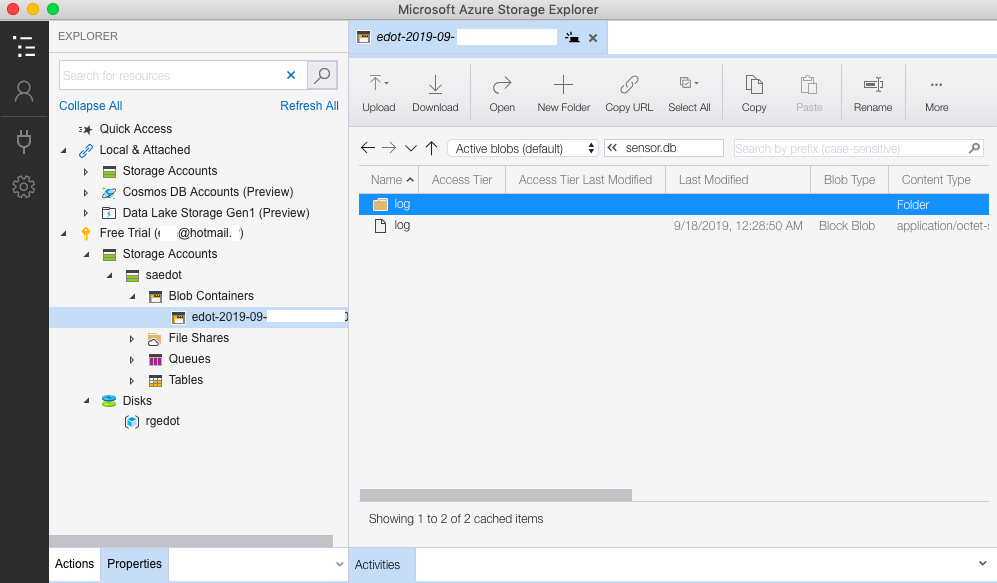 Microsoft Azure Storage Explorer
EXPLORER
Search for resources
Collapse All Refresh All
Quick Access
Local & Attached
Storage Accounts
Cosmos DB Accounts (Preview)
Data Lake Storage Gen1 (Preview)
Free Trial (e @hotmail. )
Storage Accounts
saedot
Blob Containers
edot-2019-09-
File Shares
Queues
Tables
Disks
rgedot
Actions Properties
edot-2019-09-
Upload Download Open New Folder Copy URL Select All Copy Paste Rename More
Active blobs (default) sensor.db Search by prefix (case-sensitive)
Name Access Tier Access Tier Last Modified Last Modified Blob Type Content Type
log Folder
log 9/18/2019, 12:28:50 AM Block Blob application/octet-s
Showing 1 to 2 of 2 cached items
Activities